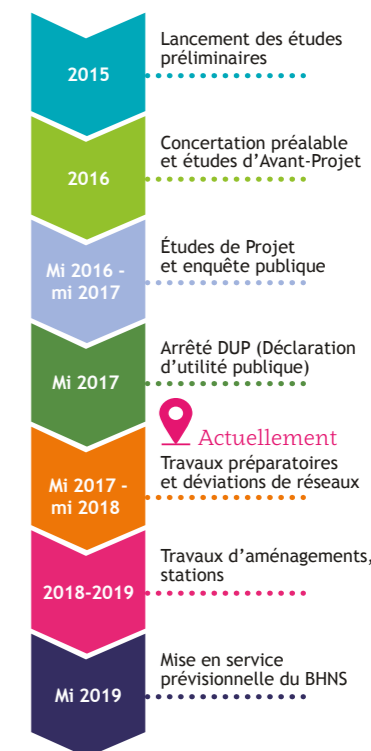 Lancement des études
préliminaires
2015
Concertation préalable
et études d’Avant-Projet
2016
Études de Projet
et enquête publique
Mi 2016 -
mi 2017
Arrêté DUP (Déclaration
d’utilité publique)
Mi 2017
Actuellement
Travaux préparatoires
et déviations de réseaux
Mi 2017 -
mi 2018
Travaux d’aménagements,
stations
2018-2019
Mise en service
prévisionnelle du BHNS
Mi 2019